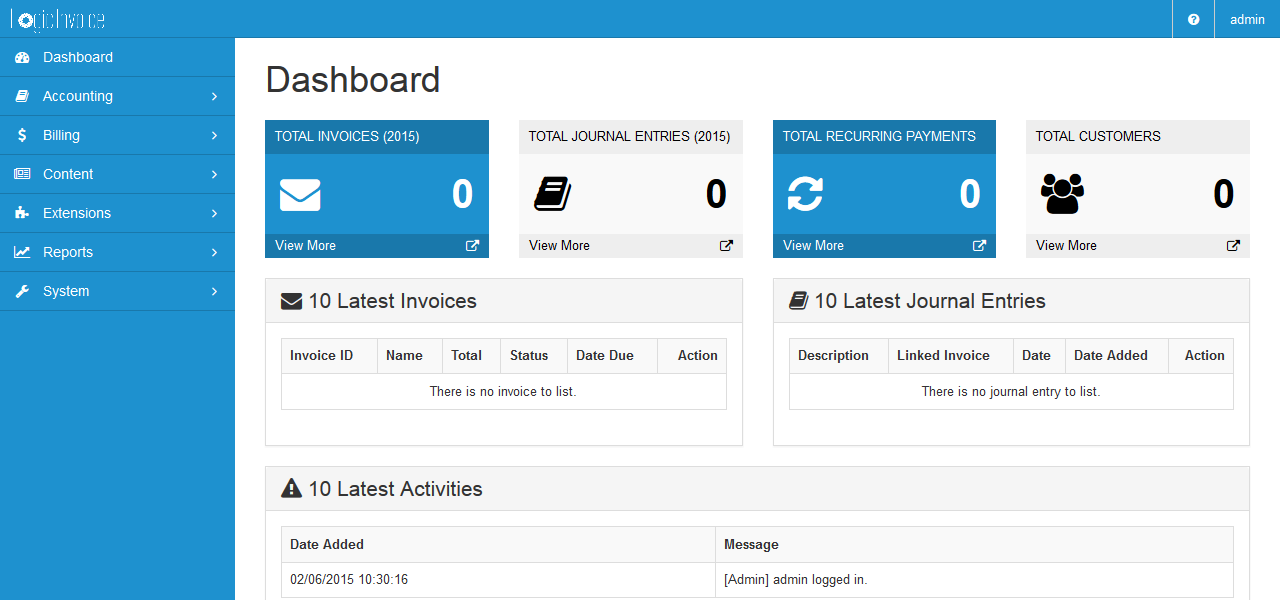 LogicInvoice
admin
Dashboard
Accounting
Billing
Content
Extensions
Reports
System
Dashboard
TOTAL INVOICES (2015)
0
View More
TOTAL JOURNAL ENTRIES (2015)
0
View More
TOTAL RECURRING PAYMENTS
0
View More
TOTAL CUSTOMERS
0
View More
10 Latest Invoices
Invoice ID Name Total Status Date Due Action
There is no invoice to list.
10 Latest Journal Entries
Description Linked Invoice Date Date Added Action
There is no journal entry to list.
10 Latest Activities
Date Added Message
02/06/2015 10:30:16 [Admin] admin logged in.